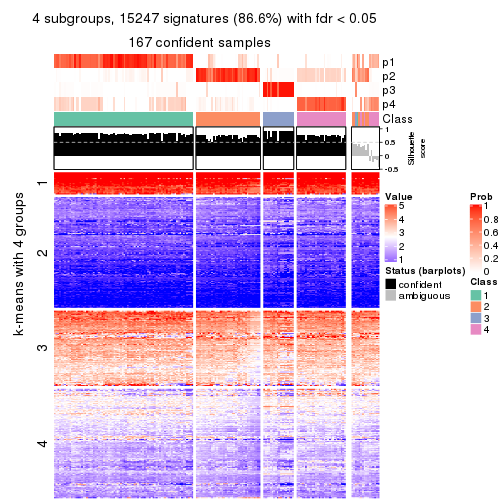 4 subgroups, 15247 signatures (86.6%) with fdr < 0.05
167 confident samples
p1
p2
p3
p4
Class
1
0.5
0
-0.5
Silhouette
score
k-means with 4 groups
1
2
3
4
Value
5
4
3
2
1
Status (barplots)
confident
ambiguous
Prob
1
0.8
0.6
0.4
0.2
0
Class
1
2
3
4